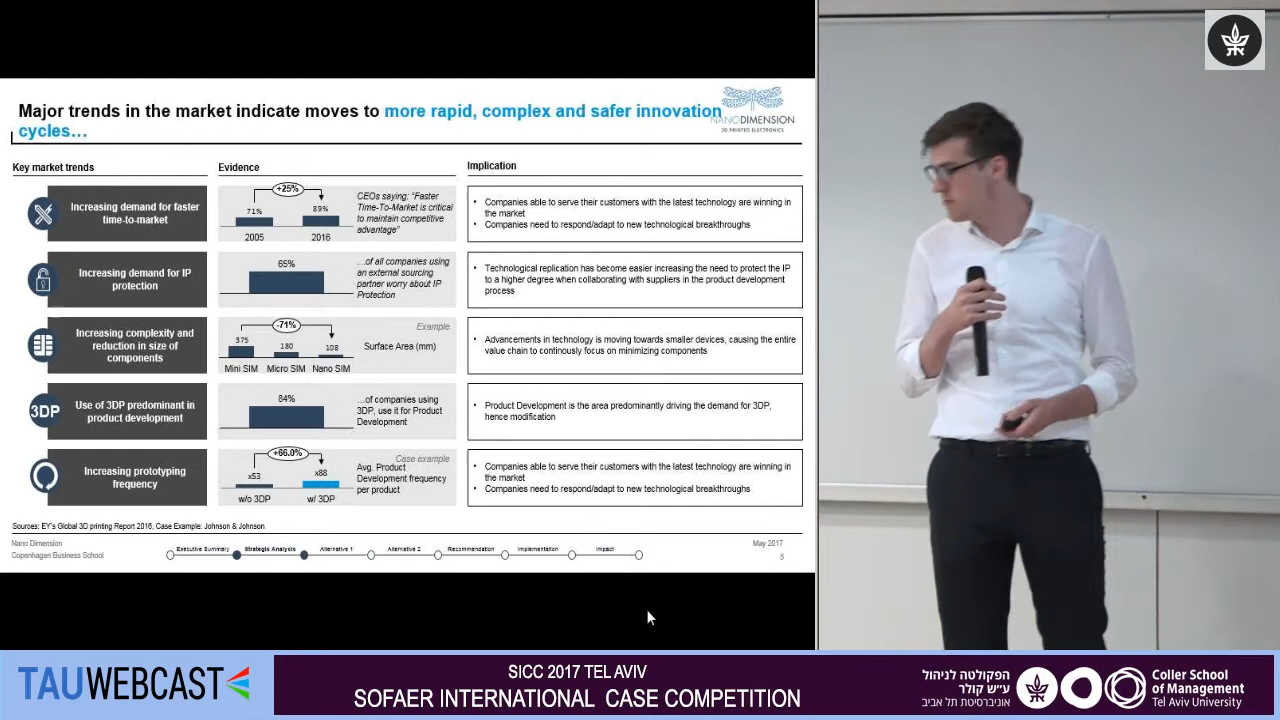 Major trends in the market indicate moves to more rapid, complex and safer innovation
cycles…
NANODIMENSION
3D PRINTED ELECTRONICS
Key market trends
Evidence
Implication
Increasing demand for faster
time-to-market
+25%
71%
89%
2005
2016
CEOs saying: “Faster
Time-To-Market is critical
to maintain competitive
advantage”
• Companies able to serve their customers with the latest technology are winning in
the market
• Companies need to respond/adapt to new technological breakthroughs
Increasing demand for IP
protection
65%
…of all companies using
an external sourcing
partner worry about IP
Protection
• Technological replication has become easier increasing the need to protect the IP
to a higher degree when collaborating with suppliers in the product development
process
Increasing complexity and
reduction in size of
components
-71%
375
180
108
Mini SIM
Micro SIM
Nano SIM
Example
Surface Area (mm)
• Advancements in technology is moving towards smaller devices, causing the entire
value chain to continously focus on minimizing components
3DP
Use of 3DP predominant in
product development
84%
…of companies using
3DP, use it for Product
Development
• Product Development is the area predominantly driving the demand for 3DP,
hence modification
Increasing prototyping
frequency
+66.0%
x53
x88
w/o 3DP
w/ 3DP
Case example
Avg. Product
Development frequency
per product
• Companies able to serve their customers with the latest technology are winning in
the market
• Companies need to respond/adapt to new technological breakthroughs
Sources: EY's Global 3D printing Report 2016, Case Example: Johnson & Johnson
Nano Dimension
Copenhagen Business School
Executive Summary
Strategic Analysis
Alternative 1
Alternative 2
Recommendation
Implementation
Impact
May 2017
5
TAUWEBCAST
SICC 2017 TEL AVIV
SOFAER INTERNATIONAL CASE COMPETITION
הפקולטה לניהול
ע״ש קולר
אוניברסיטת תל אביב
Coller School
of Management
Tel Aviv University